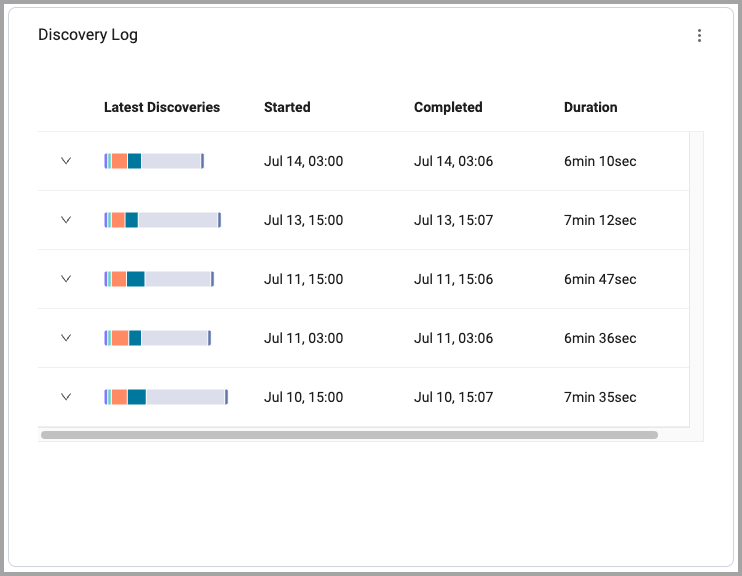 Discovery Log
Latest Discoveries Started Completed Duration
Jul 14, 03:00 Jul 14, 03:06 6min 10sec
Jul 13, 15:00 Jul 13, 15:07 7min 12sec
Jul 11, 15:00 Jul 11, 15:06 6min 47sec
Jul 11, 03:00 Jul 11, 03:06 6min 36sec
Jul 10, 15:00 Jul 10, 15:07 7min 35sec